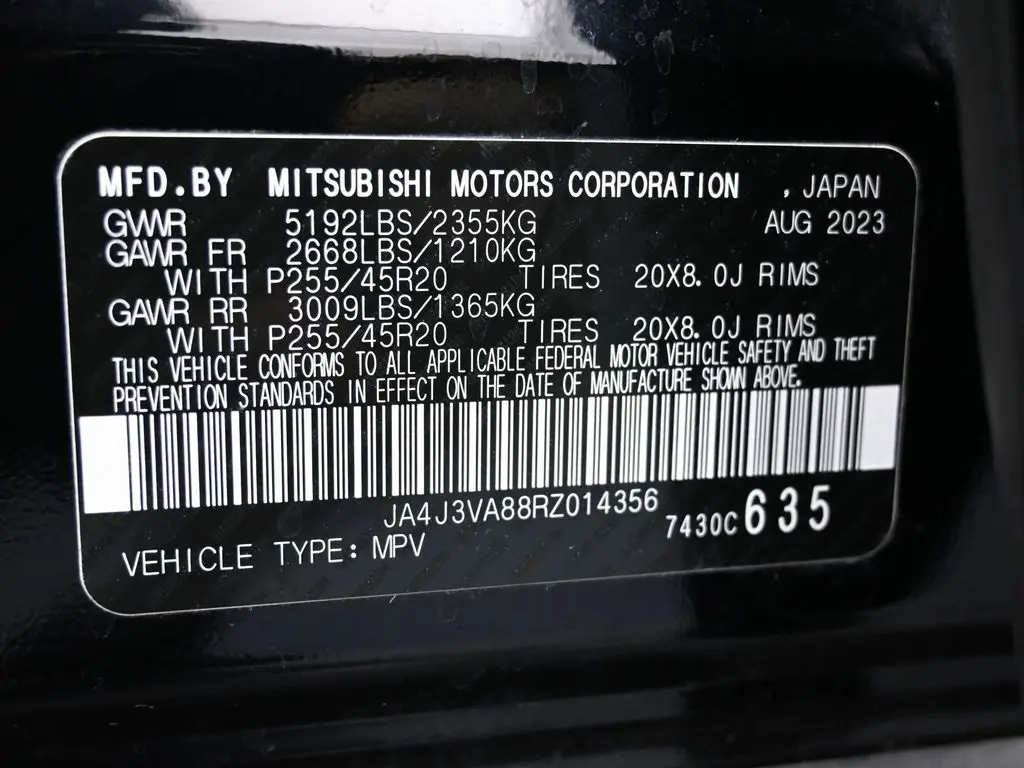 MFD.BY MITSUBISHI MOTORS CORPORATION , JAPAN
GVWR 5192LBS/2355KG AUG 2023
GAWR FR 2668LBS/1210KG
WITH P255/45R20 TIRES 20X8.0J RIMS
GAWR RR 3009LBS/1365KG
WITH P255/45R20 TIRES 20X8.0J RIMS
THIS VEHICLE CONFORMS TO ALL APPLICABLE FEDERAL MOTOR VEHICLE SAFETY AND THEFT
PREVENTION STANDARDS IN EFFECT ON THE DATE OF MANUFACTURE SHOWN ABOVE.
JA4J3VA88RZ014356
7430C635
VEHICLE TYPE: MPV